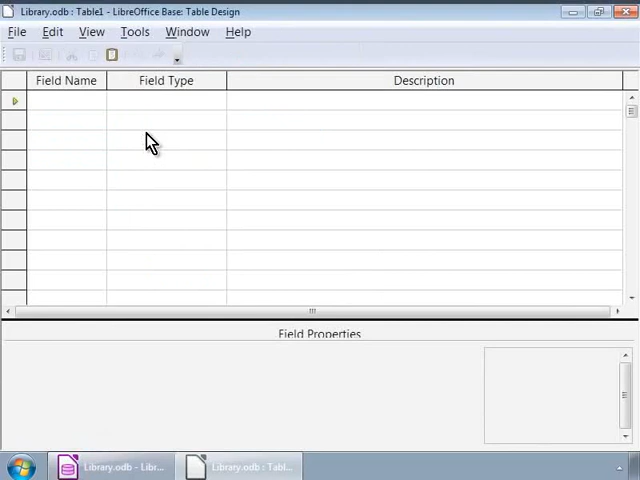 Library.odb : Table1 - LibreOffice Base: Table Design
File Edit View Tools Window Help
Field Name Field Type Description
Field Properties
Library.odb - Libr... Library.odb : Tabl...